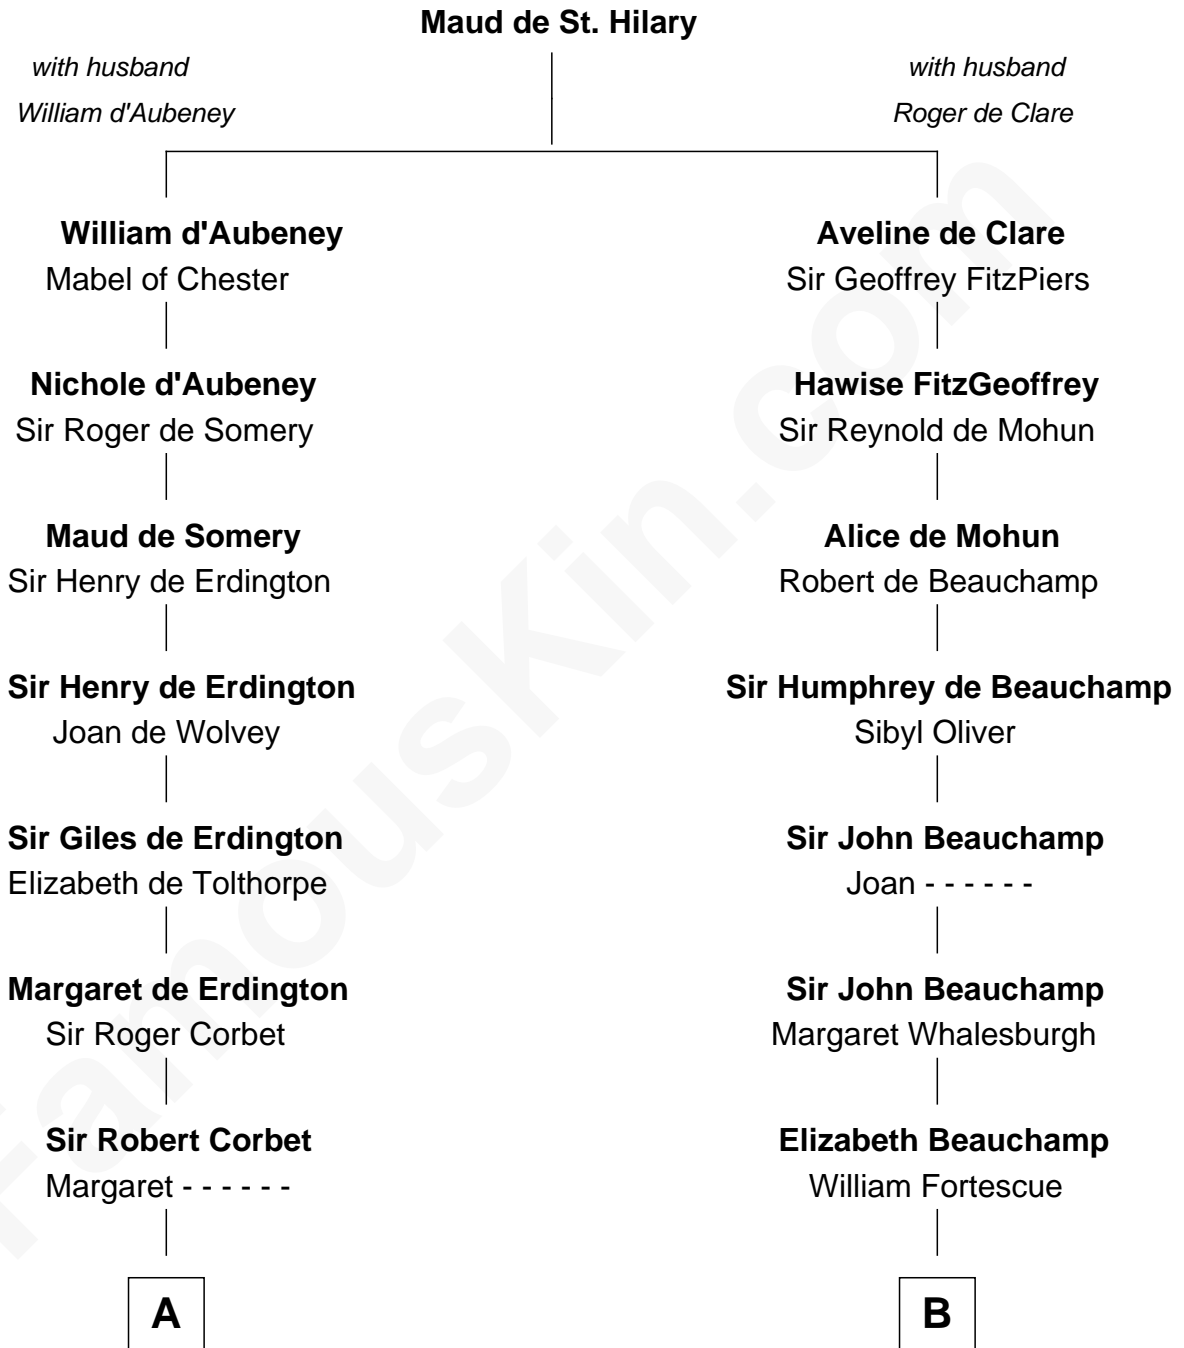 Maud de St. Hilary
with husband
William d'Aubeney
with husband
Roger de Clare
William d'Aubeney
Mabel of Chester
Aveline de Clare
Sir Geoffrey FitzPiers
Nichole d'Aubeney
Sir Roger de Somery
Hawise FitzGeoffrey
Sir Reynold de Mohun
Maud de Somery
Sir Henry de Erdington
Alice de Mohun
Robert de Beauchamp
Sir Henry de Erdington
Joan de Wolvey
Sir Humphrey de Beauchamp
Sibyl Oliver
Sir Giles de Erdington
Elizabeth de Tolthorpe
Sir John Beauchamp
Joan - - - - - -
Margaret de Erdington
Sir Roger Corbet
Sir John Beauchamp
Margaret Whalesburgh
Sir Robert Corbet
Margaret - - - - - -
Elizabeth Beauchamp
William Fortescue
A
B
FamousKin.com